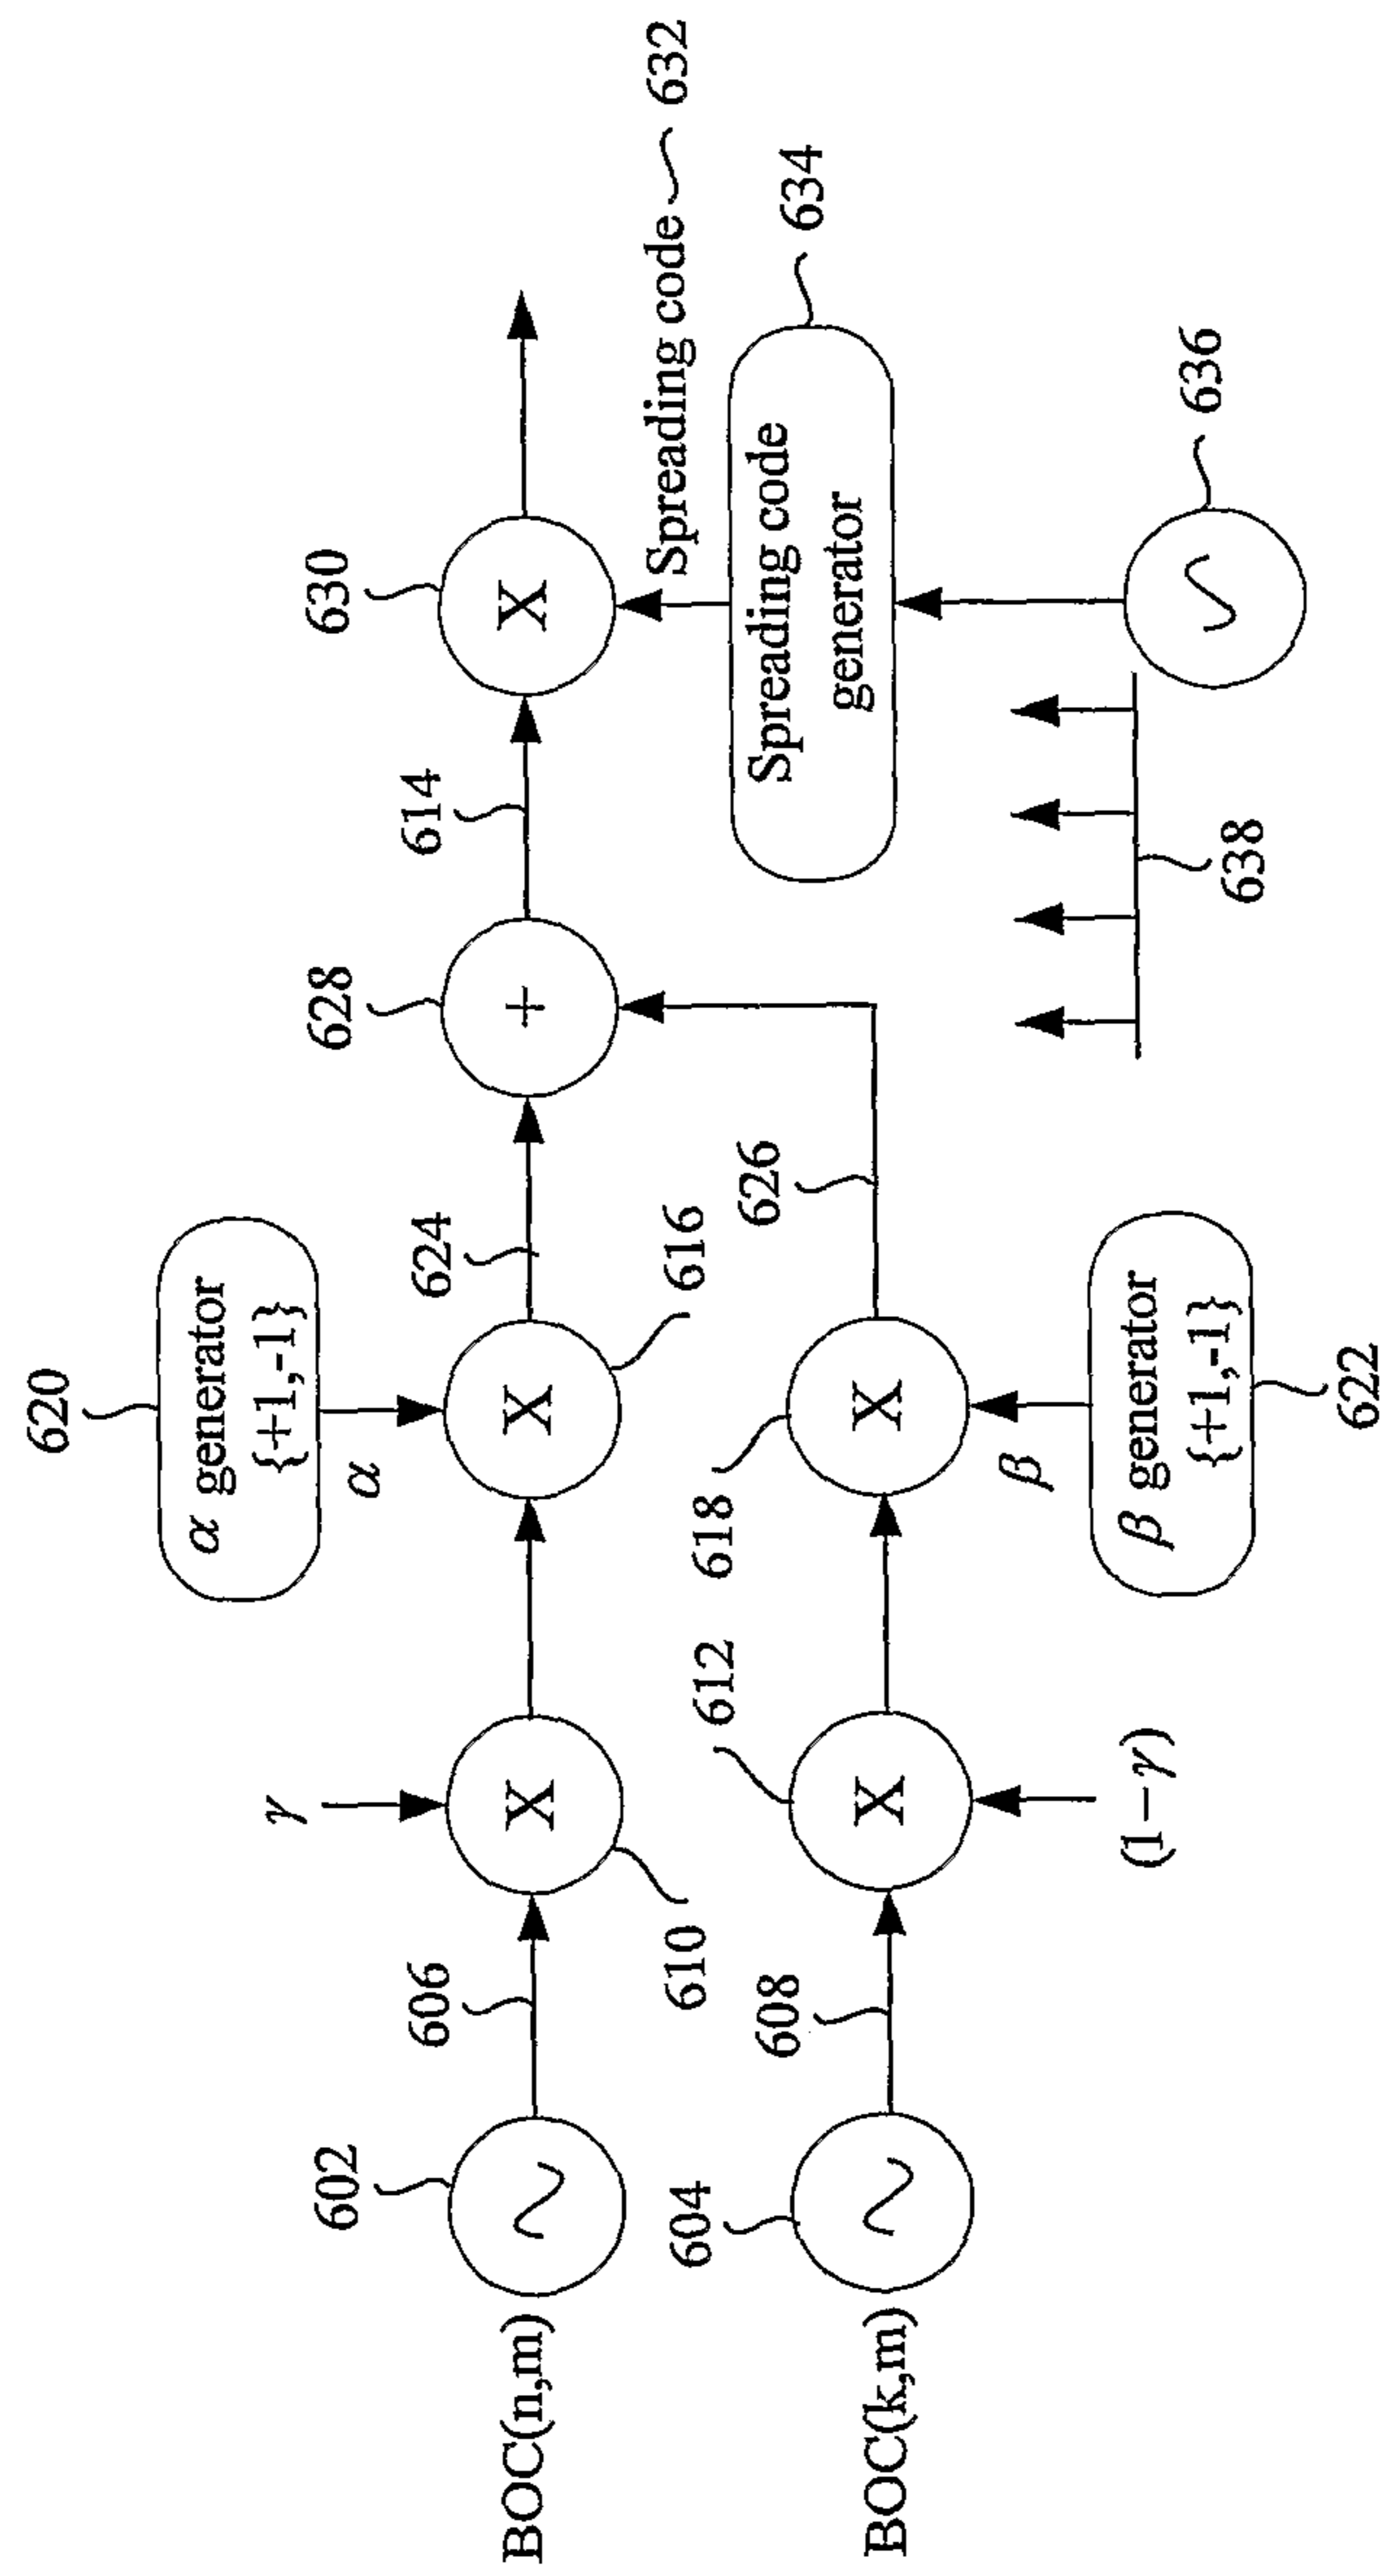 620
α generator
{+1,-1}
α
γ
602
606
610
624
616
628
614
630
Spreading code
632
BOC(n,m)
X
X
+
X
604
608
612
618
626
Spreading code
generator
634
BOC(k,m)
X
X
(1−γ)
β
β generator
{+1,-1}
622
638
636